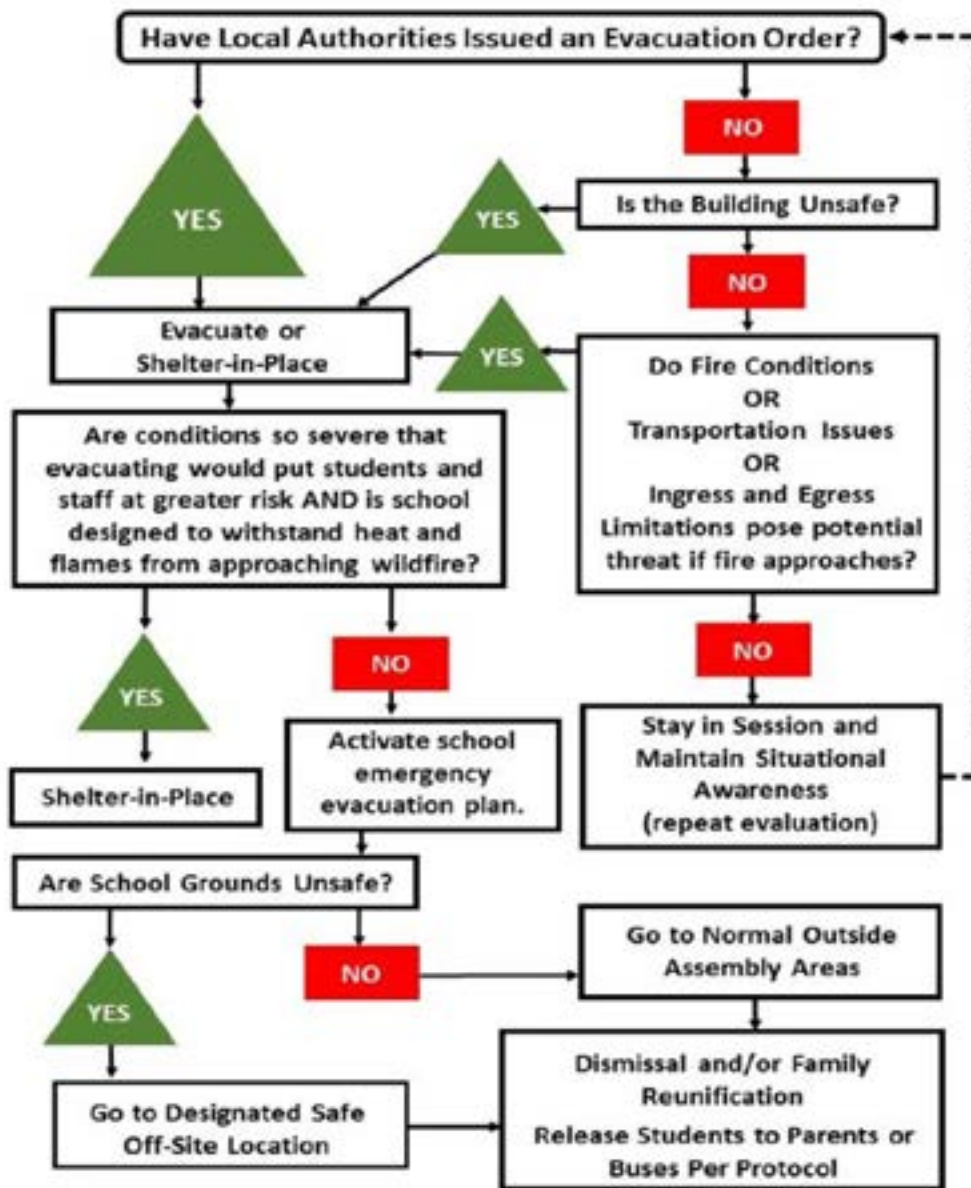 Have Local Authorities Issued an Evacuation Order?
YES
NO
Is the Building Unsafe?
YES
NO
Evacuate or
Shelter-in-Place
YES
Do Fire Conditions
OR
Transportation Issues
OR
Ingress and Egress
Limitations pose potential
threat if fire approaches?
Are conditions so severe that
evacuating would put students and
staff at greater risk AND is school
designed to withstand heat and
flames from approaching wildfire?
YES
NO
NO
Shelter-in-Place
Activate school
emergency
evacuation plan.
Stay in Session and
Maintain Situational
Awareness
(repeat evaluation)
Are School Grounds Unsafe?
YES
NO
Go to Normal Outside
Assembly Areas
Go to Designated Safe
Off-Site Location
Dismissal and/or Family
Reunification
Release Students to Parents or
Buses Per Protocol